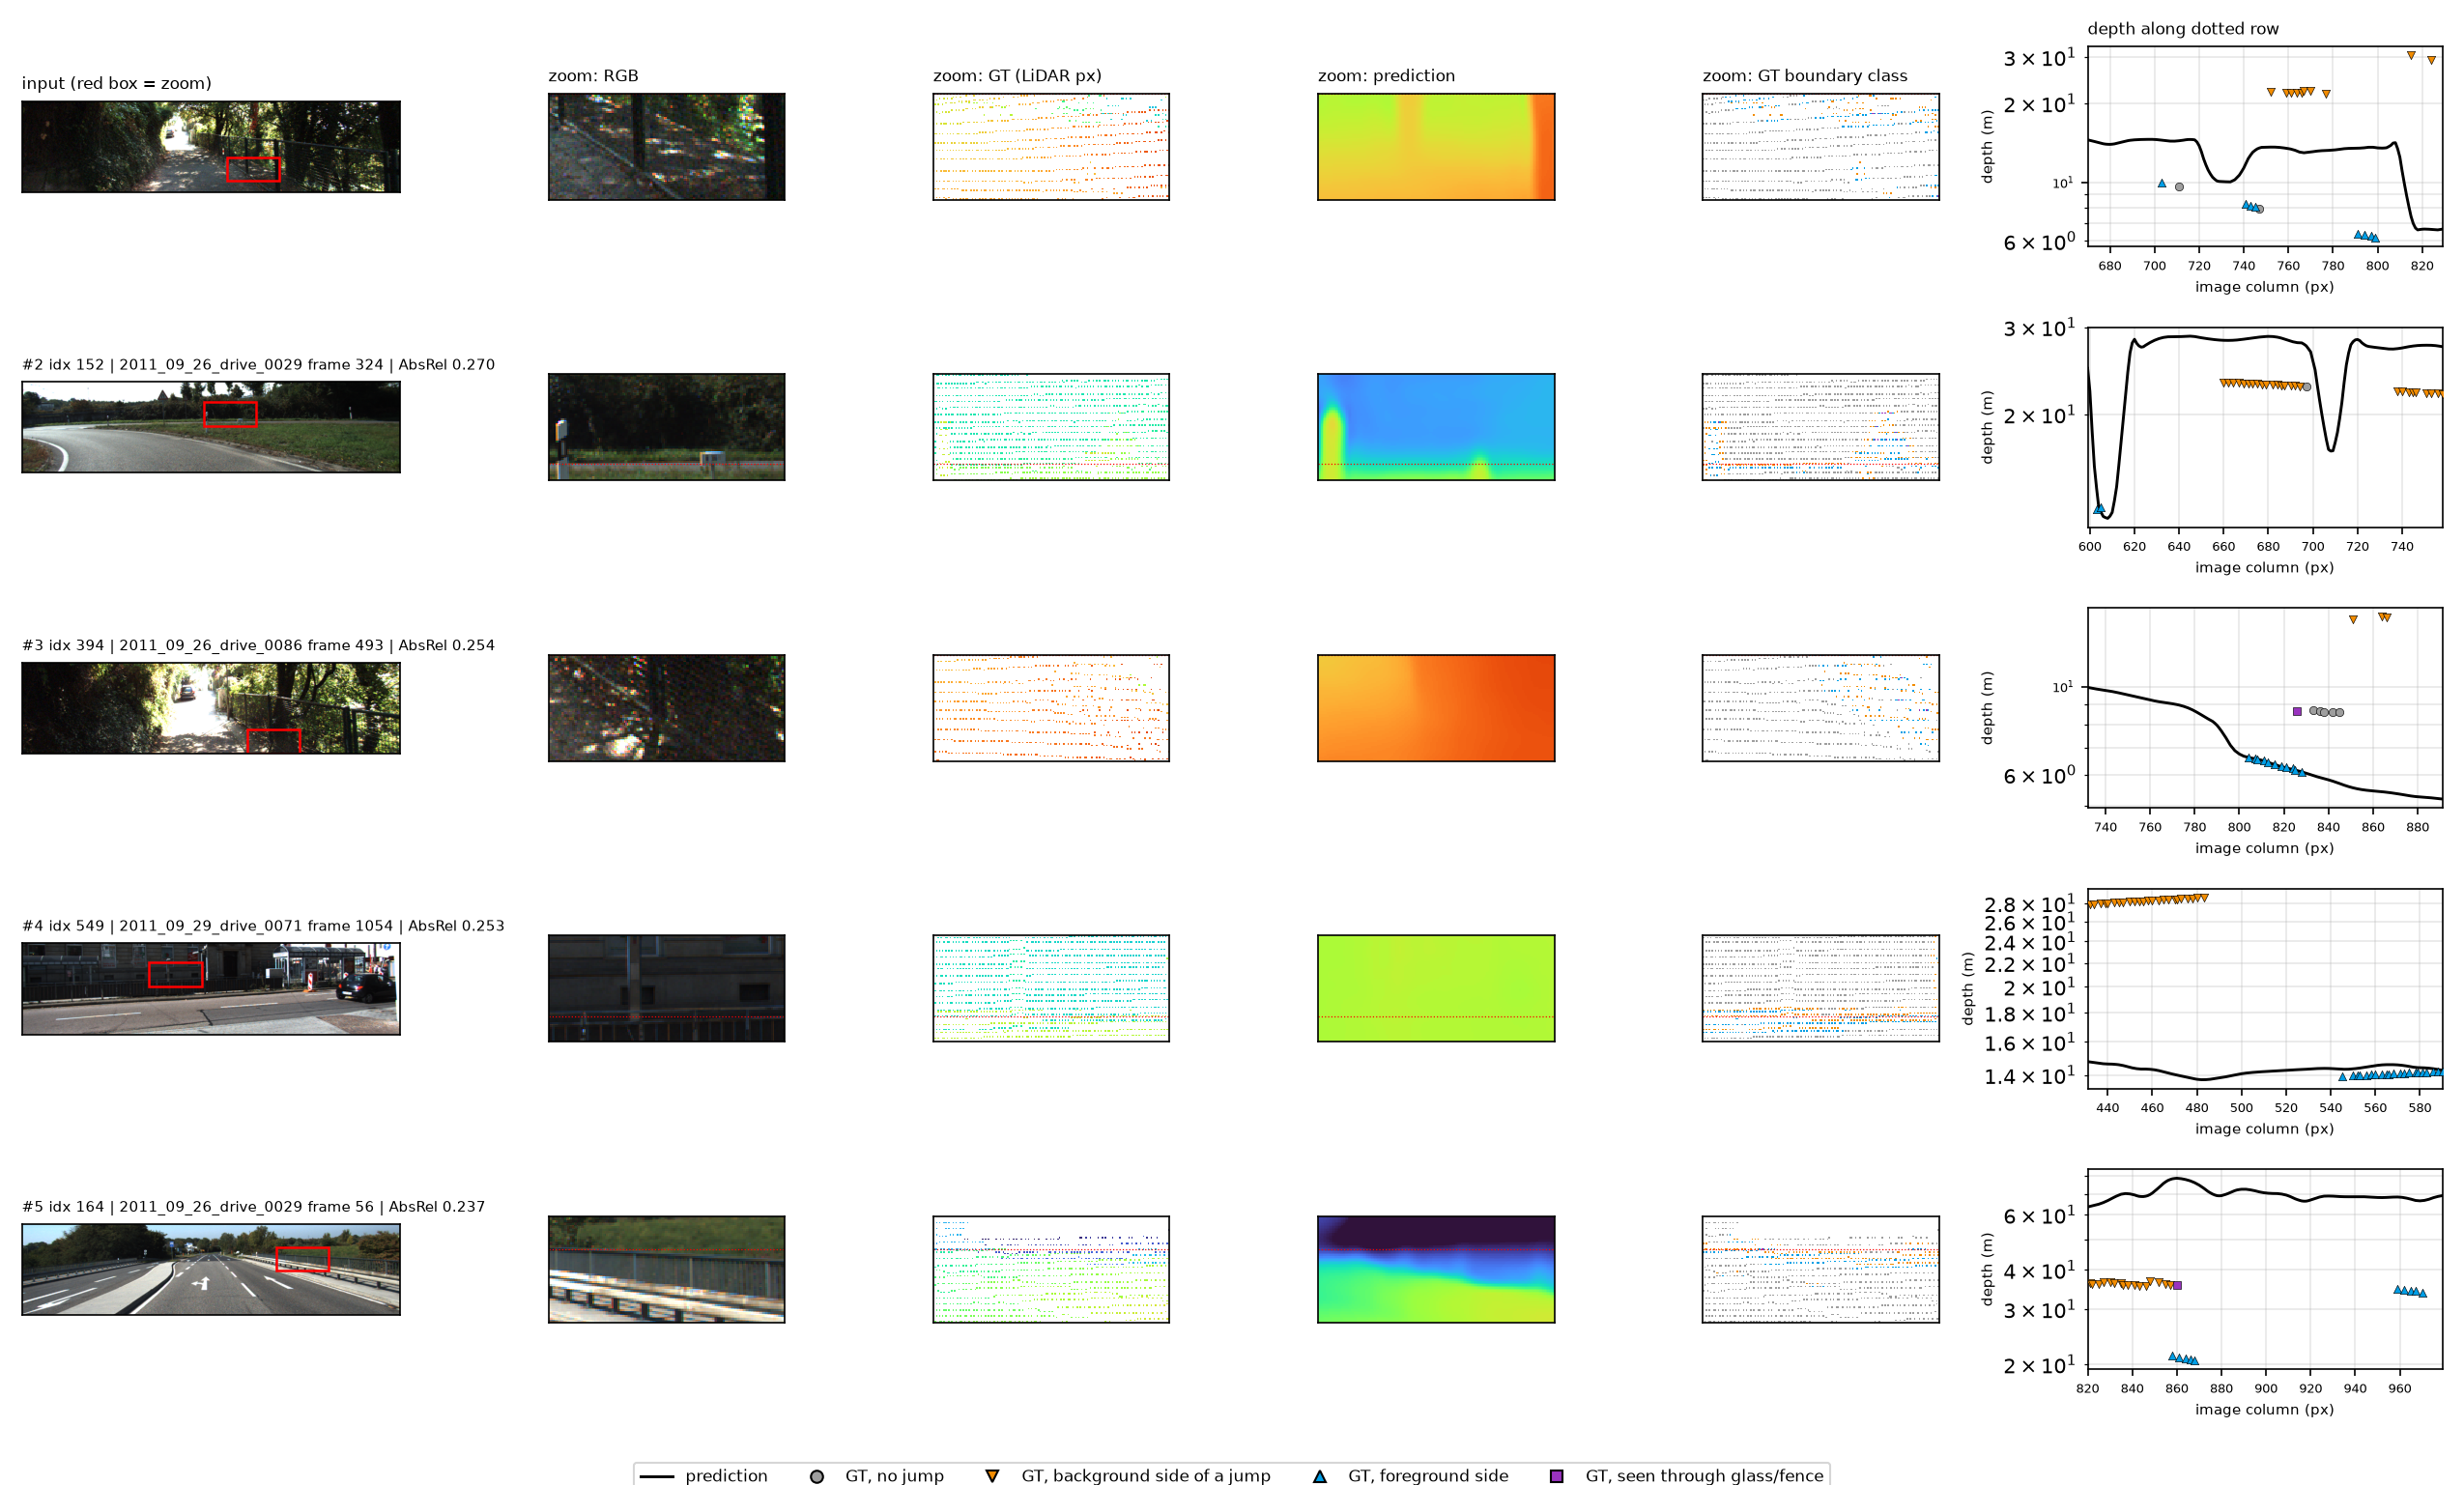 depth along dotted row
input (red box = zoom)
zoom: RGB
zoom: GT (LiDAR px)
zoom: prediction
zoom: GT boundary class
depth (m)
3 × 10¹
2 × 10¹
10¹
6 × 10⁰
680 700 720 740 760 780 800 820
image column (px)
#2 idx 152 | 2011_09_26_drive_0029 frame 324 | AbsRel 0.270
depth (m)
3 × 10¹
2 × 10¹
600 620 640 660 680 700 720 740
image column (px)
#3 idx 394 | 2011_09_26_drive_0086 frame 493 | AbsRel 0.254
depth (m)
10¹
6 × 10⁰
740 760 780 800 820 840 860 880
image column (px)
#4 idx 549 | 2011_09_29_drive_0071 frame 1054 | AbsRel 0.253
depth (m)
2.8 × 10¹
2.6 × 10¹
2.4 × 10¹
2.2 × 10¹
2 × 10¹
1.8 × 10¹
1.6 × 10¹
1.4 × 10¹
440 460 480 500 520 540 560 580
image column (px)
#5 idx 164 | 2011_09_26_drive_0029 frame 56 | AbsRel 0.237
depth (m)
6 × 10¹
4 × 10¹
3 × 10¹
2 × 10¹
820 840 860 880 900 920 940 960
image column (px)
prediction
GT, no jump
GT, background side of a jump
GT, foreground side
GT, seen through glass/fence